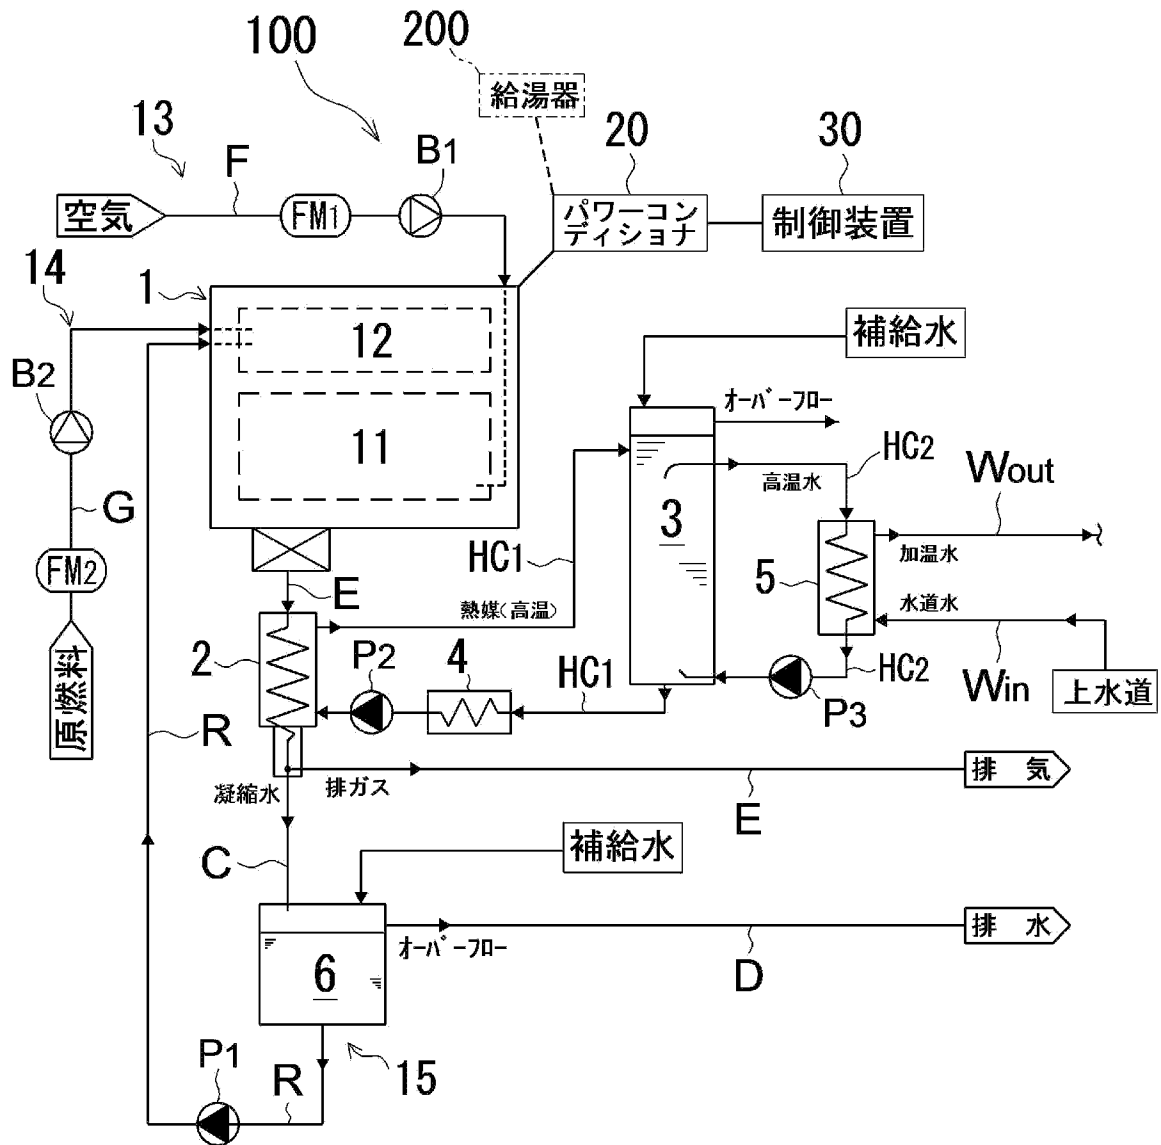 100
200
給湯器
13
F
B1
20
30
空気
FM1
パワーコン
ディショナ
制御装置
14
1
12
補給水
B2
オーバーフロー
11
HC2
Wout
高温水
G
3
HC1
加温水
FM2
E
5
水道水
熱媒(高温)
2
P2
4
HC1
HC2
Win
原燃料
P3
上水道
R
排気
凝縮水
排ガス
E
補給水
C
排水
オーバーフロー
6
D
P1
15
R